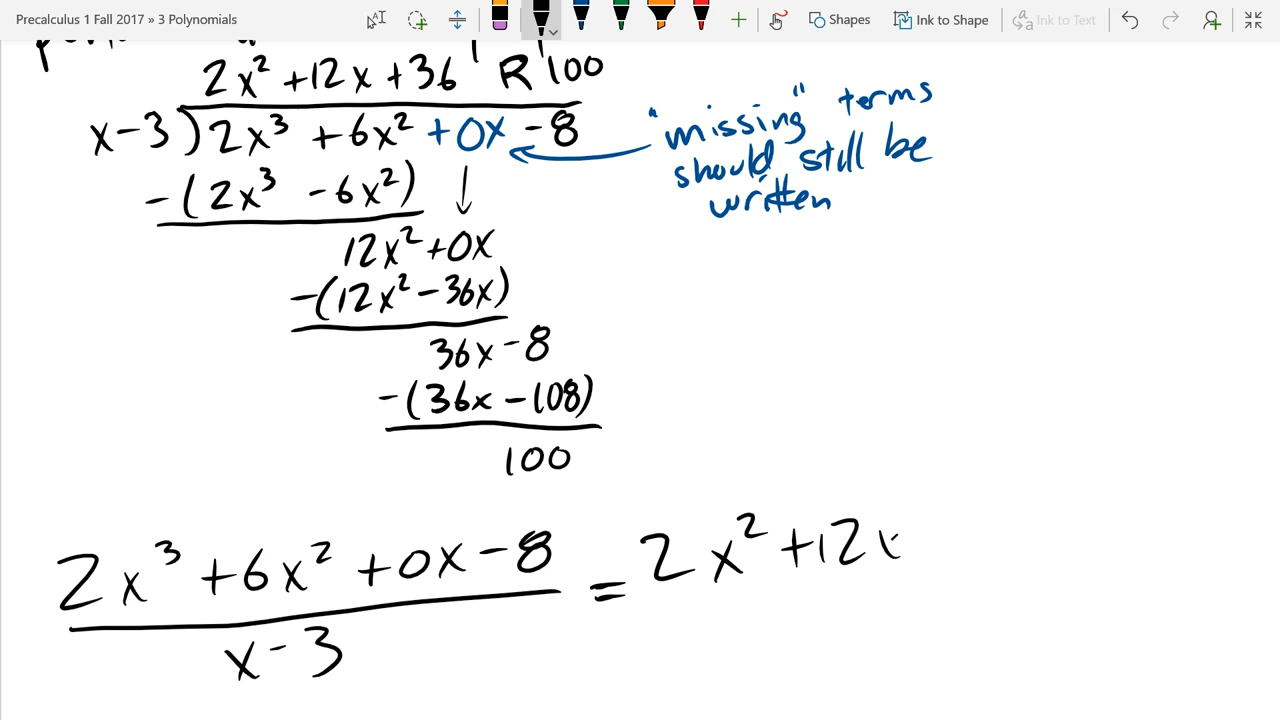 Precalculus 1 Fall 2017 » 3 Polynomials
Shapes
Ink to Shape
Ink to Text
2x² +12x +36 R 100
x-3)2x³ +6x² +0x -8
-(2x³ -6x²)
12x² +0x
-(12x² -36x)
36x -8
-(36x -108)
100
"missing" terms
should still be
written
2x³ +6x² +0x -8
x-3
= 2x² +12